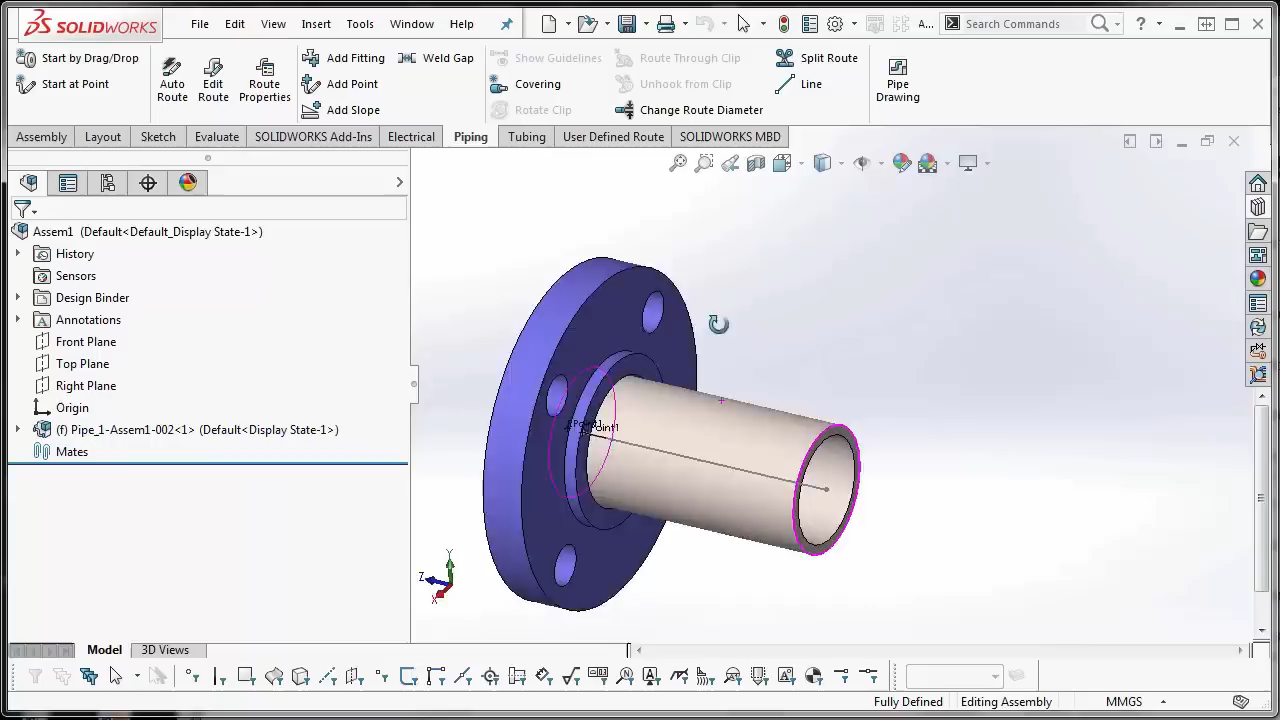 SOLIDWORKS File Edit View Insert Tools Window Help A... Search Commands
Start by Drag/Drop
Start at Point
Auto Route
Edit Route
Route Properties
Add Fitting
Weld Gap
Add Point
Add Slope
Show Guidelines
Covering
Rotate Clip
Route Through Clip
Unhook from Clip
Change Route Diameter
Split Route
Line
Pipe Drawing
Assembly Layout Sketch Evaluate SOLIDWORKS Add-Ins Electrical Piping Tubing User Defined Route SOLIDWORKS MBD
Assem1 (Default<Default_Display State-1>)
History
Sensors
Design Binder
Annotations
Front Plane
Top Plane
Right Plane
Origin
(f) Pipe_1-Assem1-002<1> (Default<Display State-1>)
Mates
Y
Z
X
Model 3D Views
Fully Defined Editing Assembly MMGS